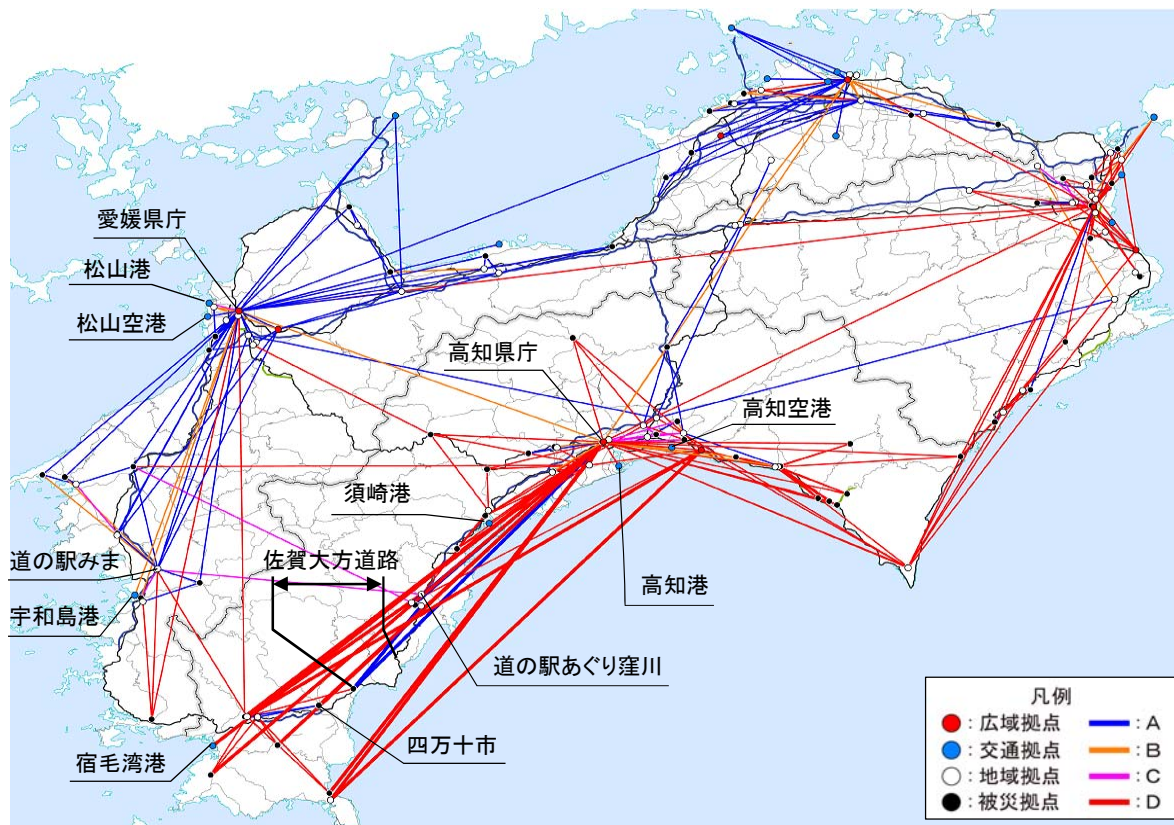 愛媛県庁
松山港
松山空港
高知県庁
高知空港
須崎港
佐賀大方道路
道の駅みま
宇和島港
高知港
道の駅あぐり窪川
四万十市
宿毛湾港
凡例
：広域拠点 ：A
：交通拠点 ：B
：地域拠点 ：C
：被災拠点 ：D